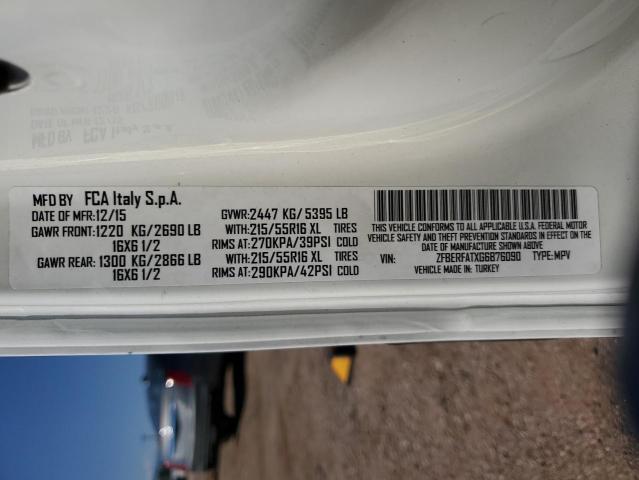 MFD BY FCA Italy S.p.A.
DATE OF MFR:12/15 GVWR:2447 KG/ 5395 LB
GAWR FRONT:1220 KG/2690 LB WITH:215/55R16 XL TIRES
16X6 1/2 RIMS AT:270KPA/39PSI COLD
GAWR REAR: 1300 KG/2866 LB WITH:215/55R16 XL TIRES
16X6 1/2 RIMS AT:290KPA/42PSI COLD
THIS VEHICLE CONFORMS TO ALL APPLICABLE U.S.A. FEDERAL MOTOR
VEHICLE SAFETY AND THEFT PREVENTION STANDARDS IN EFFECT ON THE
DATE OF MANUFACTURE SHOWN ABOVE
VIN: ZFBERFATXG6B76090 TYPE:MPV
VEHICLE MADE IN: TURKEY